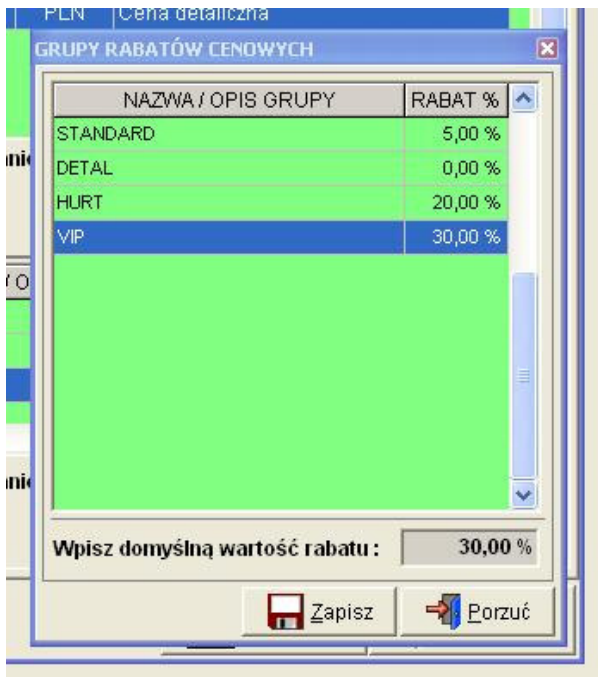 PLN Cena detaliczna
GRUPY RABATÓW CENOWYCH
NAZWA / OPIS GRUPY RABAT %
STANDARD 5,00 %
DETAL 0,00 %
HURT 20,00 %
VIP 30,00 %
Wpisz domyślną wartość rabatu : 30,00 %
Zapisz Porzuć